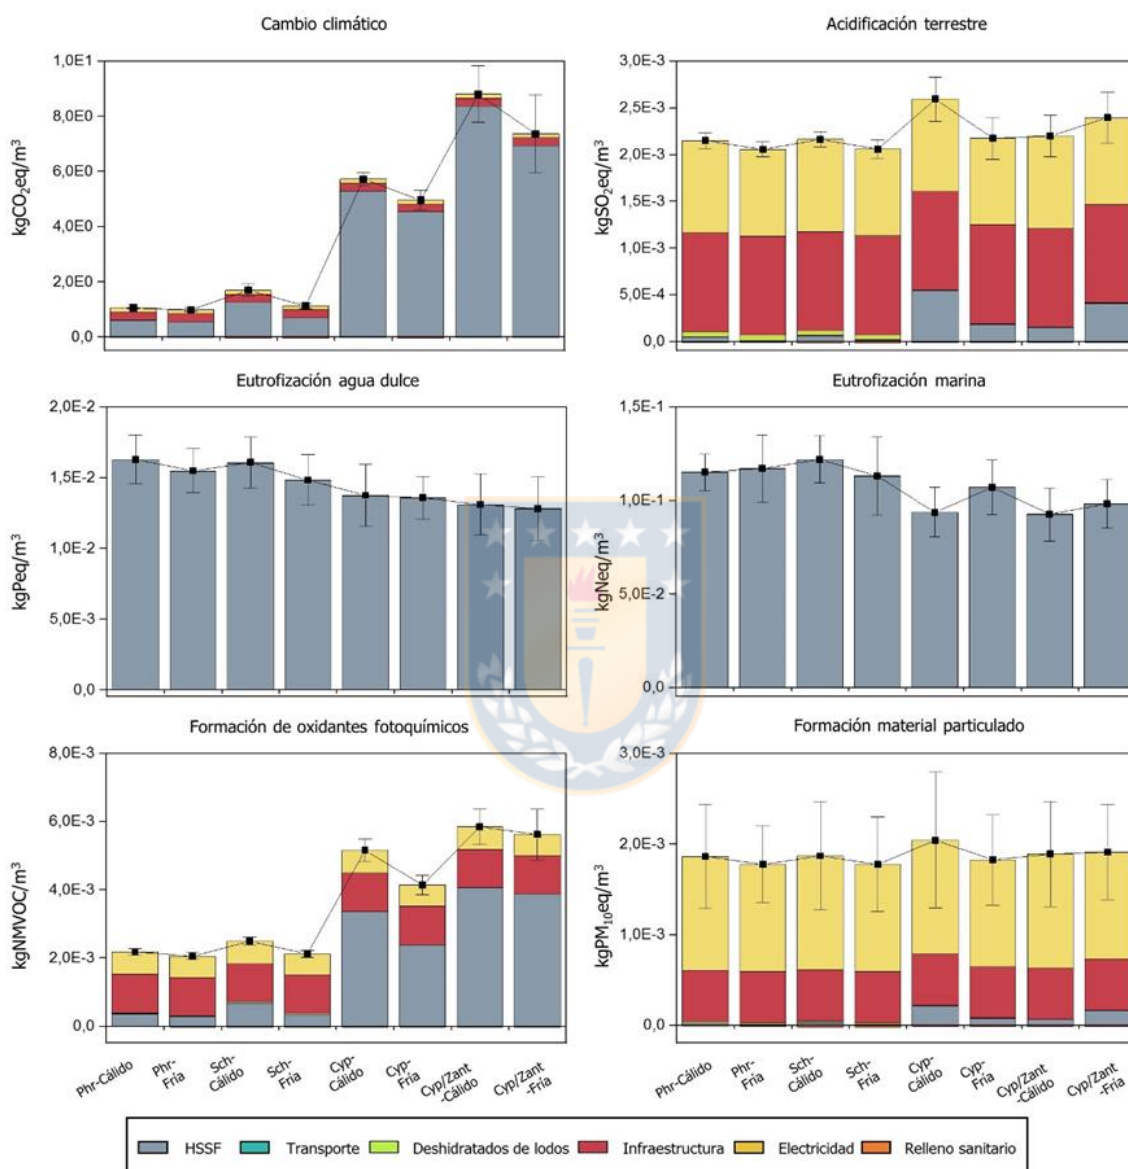 Cambio climático
kgCO2eq/m³
1,0E1
8,0E0
6,0E0
4,0E0
2,0E0
0,0
Acidificación terrestre
kgSO2eq/m³
3,0E-3
2,5E-3
2,0E-3
1,5E-3
1,0E-3
5,0E-4
0,0
Eutrofización agua dulce
kgPeq/m³
2,0E-2
1,5E-2
1,0E-2
5,0E-3
0,0
Eutrofización marina
kgNeq/m³
1,5E-1
1,0E-1
5,0E-2
0,0
Formación de oxidantes fotoquímicos
kgNMVOC/m³
8,0E-3
6,0E-3
4,0E-3
2,0E-3
0,0
Phr-Cálido
Phr-
Fría
Sch-
Cálido
Sch-
Fría
Cyp-
Cálido
Cyp-
Fría
Cyp/Zant
-Cálido
Cyp/Zant
-Fría
Formación material particulado
kgPM10eq/m³
3,0E-3
2,0E-3
1,0E-3
0,0
Phr-Cálido
Phr-
Fría
Sch-
Cálido
Sch-
Fría
Cyp-
Cálido
Cyp-
Fría
Cyp/Zant
-Cálido
Cyp/Zant
-Fría
HSSF Transporte Deshidratados de lodos Infraestructura Electricidad Relleno sanitario